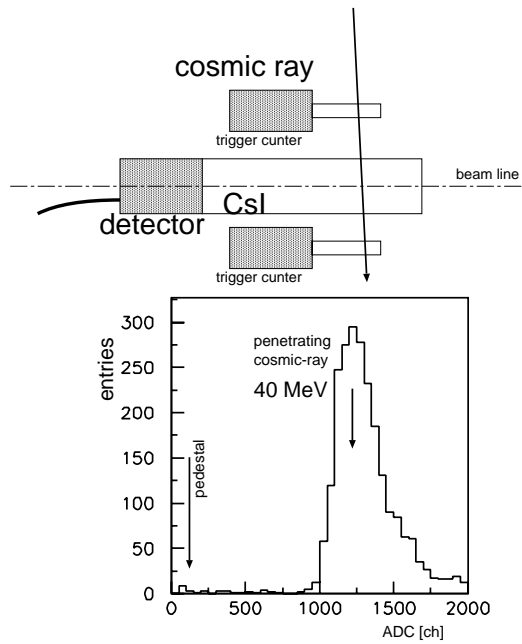 cosmic ray
trigger cunter
beam line
CsI
detector
trigger cunter
300
250
200
150
100
50
0
entries
penetrating
cosmic-ray
40 MeV
pedestal
0
500
1000
1500
2000
ADC [ch]